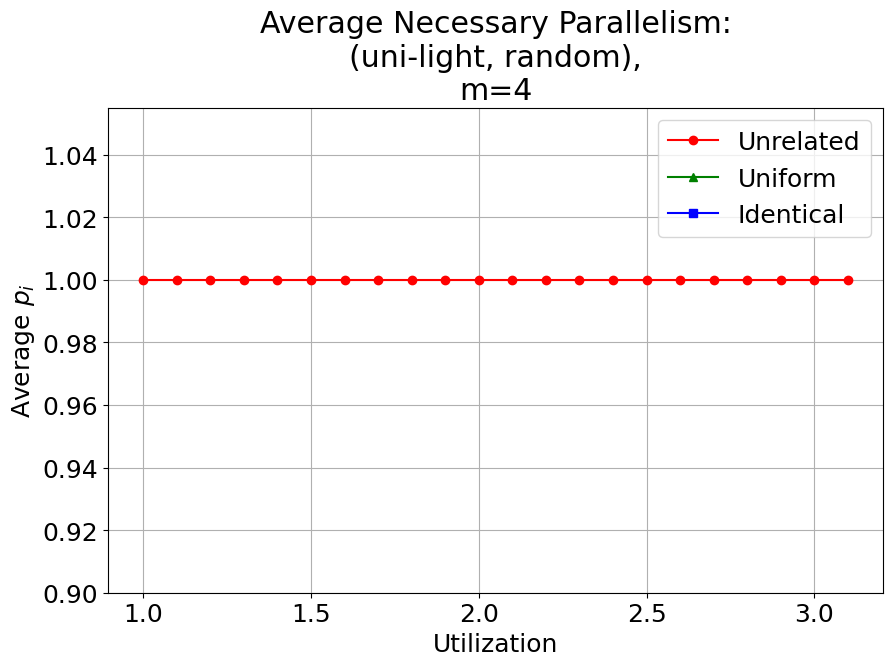 Average Necessary Parallelism:
(uni-light, random),
m=4
Unrelated
Uniform
Identical
1.04
1.02
1.00
0.98
0.96
0.94
0.92
0.90
Average $p_i$
1.0 1.5 2.0 2.5 3.0
Utilization